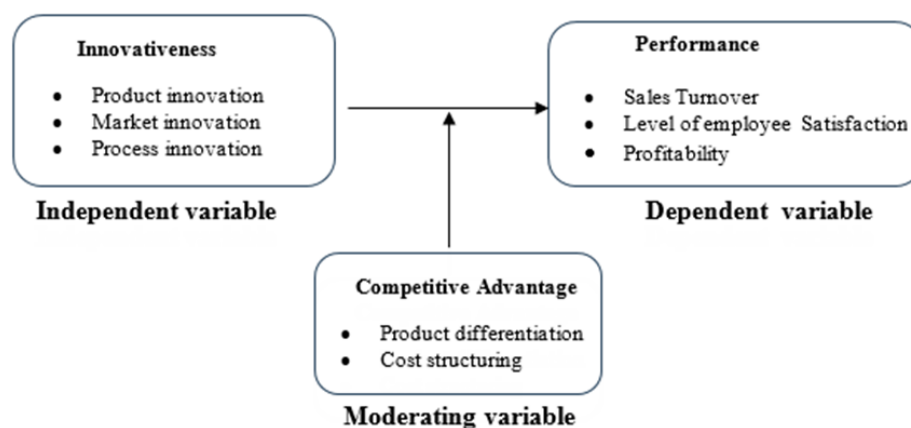 Innovativeness
• Product innovation
• Market innovation
• Process innovation
Independent variable
Performance
• Sales Turnover
• Level of employee Satisfaction
• Profitability
Dependent variable
Competitive Advantage
• Product differentiation
• Cost structuring
Moderating variable